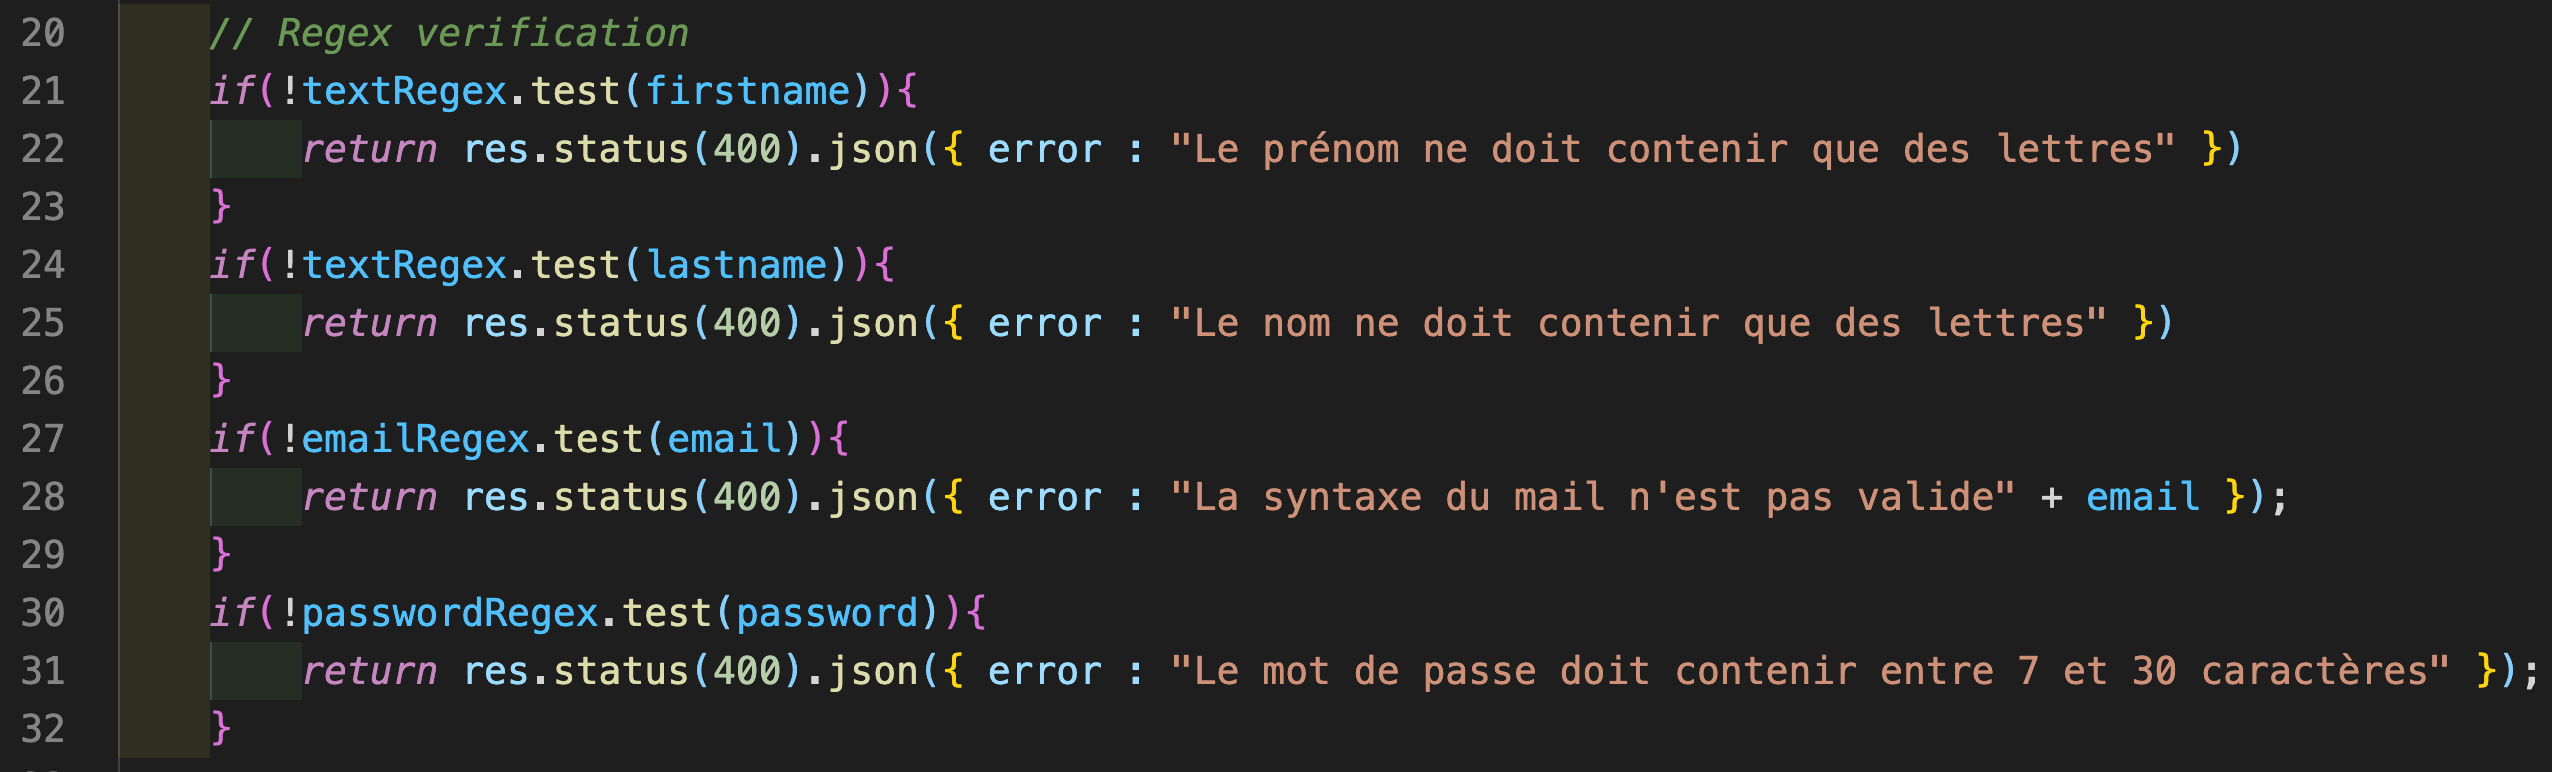 20 // Regex verification
21 if(!textRegex.test(firstname)){
22 return res.status(400).json({ error : "Le prénom ne doit contenir que des lettres" })
23 }
24 if(!textRegex.test(lastname)){
25 return res.status(400).json({ error : "Le nom ne doit contenir que des lettres" })
26 }
27 if(!emailRegex.test(email)){
28 return res.status(400).json({ error : "La syntaxe du mail n'est pas valide" + email });
29 }
30 if(!passwordRegex.test(password)){
31 return res.status(400).json({ error : "Le mot de passe doit contenir entre 7 et 30 caractères" });
32 }